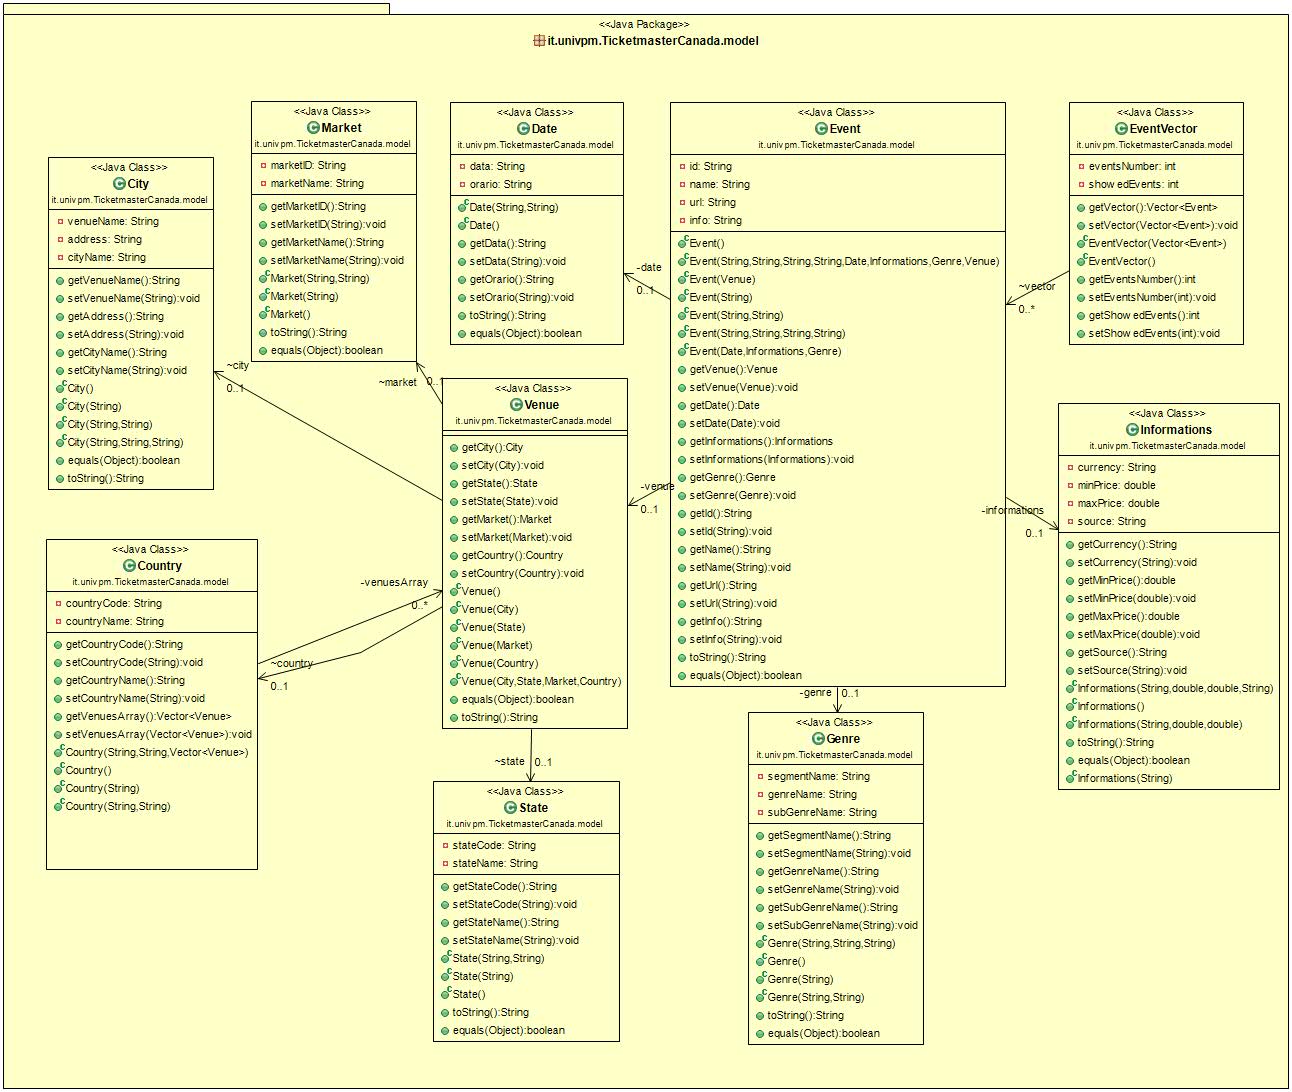 <<Java Package>>
it.univpm.TicketmasterCanada.model
<<Java Class>>
City
it.univpm.TicketmasterCanada.model
venueName: String
address: String
cityName: String
getVenueName():String
setVenueName(String):void
getAddress():String
setAddress(String):void
getCityName():String
setCityName(String):void
City()
City(String)
City(String,String)
City(String,String,String)
equals(Object):boolean
toString():String
<<Java Class>>
Market
it.univpm.TicketmasterCanada.model
marketID: String
marketName: String
getMarketID():String
setMarketID(String):void
getMarketName():String
setMarketName(String):void
Market(String,String)
Market(String)
Market()
toString():String
equals(Object):boolean
<<Java Class>>
Date
it.univpm.TicketmasterCanada.model
data: String
orario: String
Date(String,String)
Date()
getData():String
setData(String):void
getOrario():String
setOrario(String):void
toString():String
equals(Object):boolean
<<Java Class>>
Event
it.univpm.TicketmasterCanada.model
id: String
name: String
url: String
info: String
Event()
Event(String,String,String,String,Date,Informations,Genre,Venue)
Event(Venue)
Event(String)
Event(String,String)
Event(String,String,String,String)
Event(Date,Informations,Genre)
getVenue():Venue
setVenue(Venue):void
getDate():Date
setDate(Date):void
getInformations():Informations
setInformations(Informations):void
getGenre():Genre
setGenre(Genre):void
getId():String
setId(String):void
getName():String
setName(String):void
getUrl():String
setUrl(String):void
getInfo():String
setInfo(String):void
toString():String
equals(Object):boolean
<<Java Class>>
EventVector
it.univpm.TicketmasterCanada.model
eventsNumber: int
showedEvents: int
getVector():Vector<Event>
setVector(Vector<Event>):void
EventVector(Vector<Event>)
EventVector()
getEventsNumber():int
setEventsNumber(int):void
getShowedEvents():int
setShowedEvents(int):void
-date
0..1
~vector
0..*
~city
0..1
~market
0..1
-venue
0..1
-informations
0..1
-venuesArray
0..*
~country
0..1
-genre
0..1
~state
0..1
<<Java Class>>
Venue
it.univpm.TicketmasterCanada.model
getCity():City
setCity(City):void
getState():State
setState(State):void
getMarket():Market
setMarket(Market):void
getCountry():Country
setCountry(Country):void
Venue()
Venue(City)
Venue(State)
Venue(Market)
Venue(Country)
Venue(City,State,Market,Country)
equals(Object):boolean
toString():String
<<Java Class>>
Informations
it.univpm.TicketmasterCanada.model
currency: String
minPrice: double
maxPrice: double
source: String
getCurrency():String
setCurrency(String):void
getMinPrice():double
setMinPrice(double):void
getMaxPrice():double
setMaxPrice(double):void
getSource():String
setSource(String):void
Informations(String,double,double,String)
Informations()
Informations(String,double,double)
toString():String
equals(Object):boolean
Informations(String)
<<Java Class>>
Country
it.univpm.TicketmasterCanada.model
countryCode: String
countryName: String
getCountryCode():String
setCountryCode(String):void
getCountryName():String
setCountryName(String):void
getVenuesArray():Vector<Venue>
setVenuesArray(Vector<Venue>):void
Country(String,String,Vector<Venue>)
Country()
Country(String)
Country(String,String)
<<Java Class>>
State
it.univpm.TicketmasterCanada.model
stateCode: String
stateName: String
getStateCode():String
setStateCode(String):void
getStateName():String
setStateName(String):void
State(String,String)
State(String)
State()
toString():String
equals(Object):boolean
<<Java Class>>
Genre
it.univpm.TicketmasterCanada.model
segmentName: String
genreName: String
subGenreName: String
getSegmentName():String
setSegmentName(String):void
getGenreName():String
setGenreName(String):void
getSubGenreName():String
setSubGenreName(String):void
Genre(String,String,String)
Genre()
Genre(String)
Genre(String,String)
toString():String
equals(Object):boolean